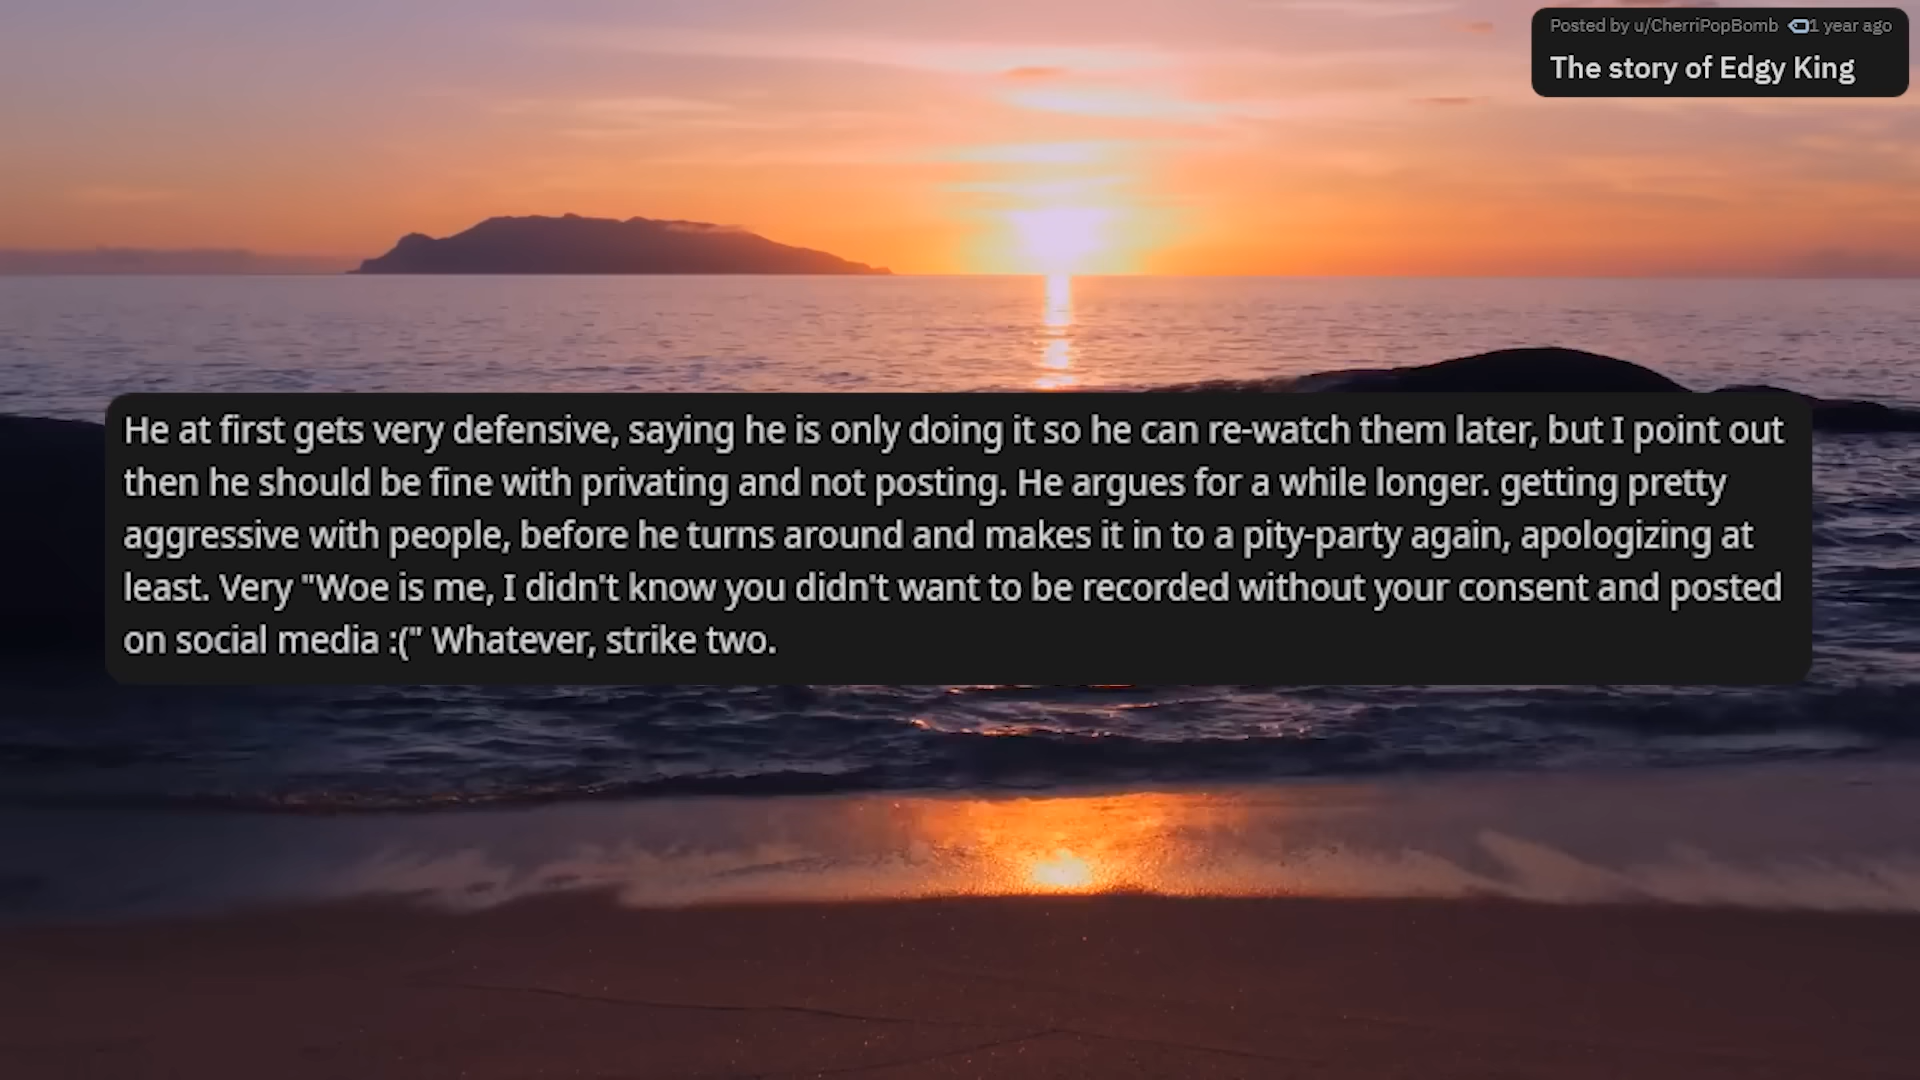 Posted by u/CherriPopBomb 1 year ago
The story of Edgy King
He at first gets very defensive, saying he is only doing it so he can re-watch them later, but I point out
then he should be fine with privating and not posting. He argues for a while longer. getting pretty
aggressive with people, before he turns around and makes it in to a pity-party again, apologizing at
least. Very "Woe is me, I didn't know you didn't want to be recorded without your consent and posted
on social media :(" Whatever, strike two.